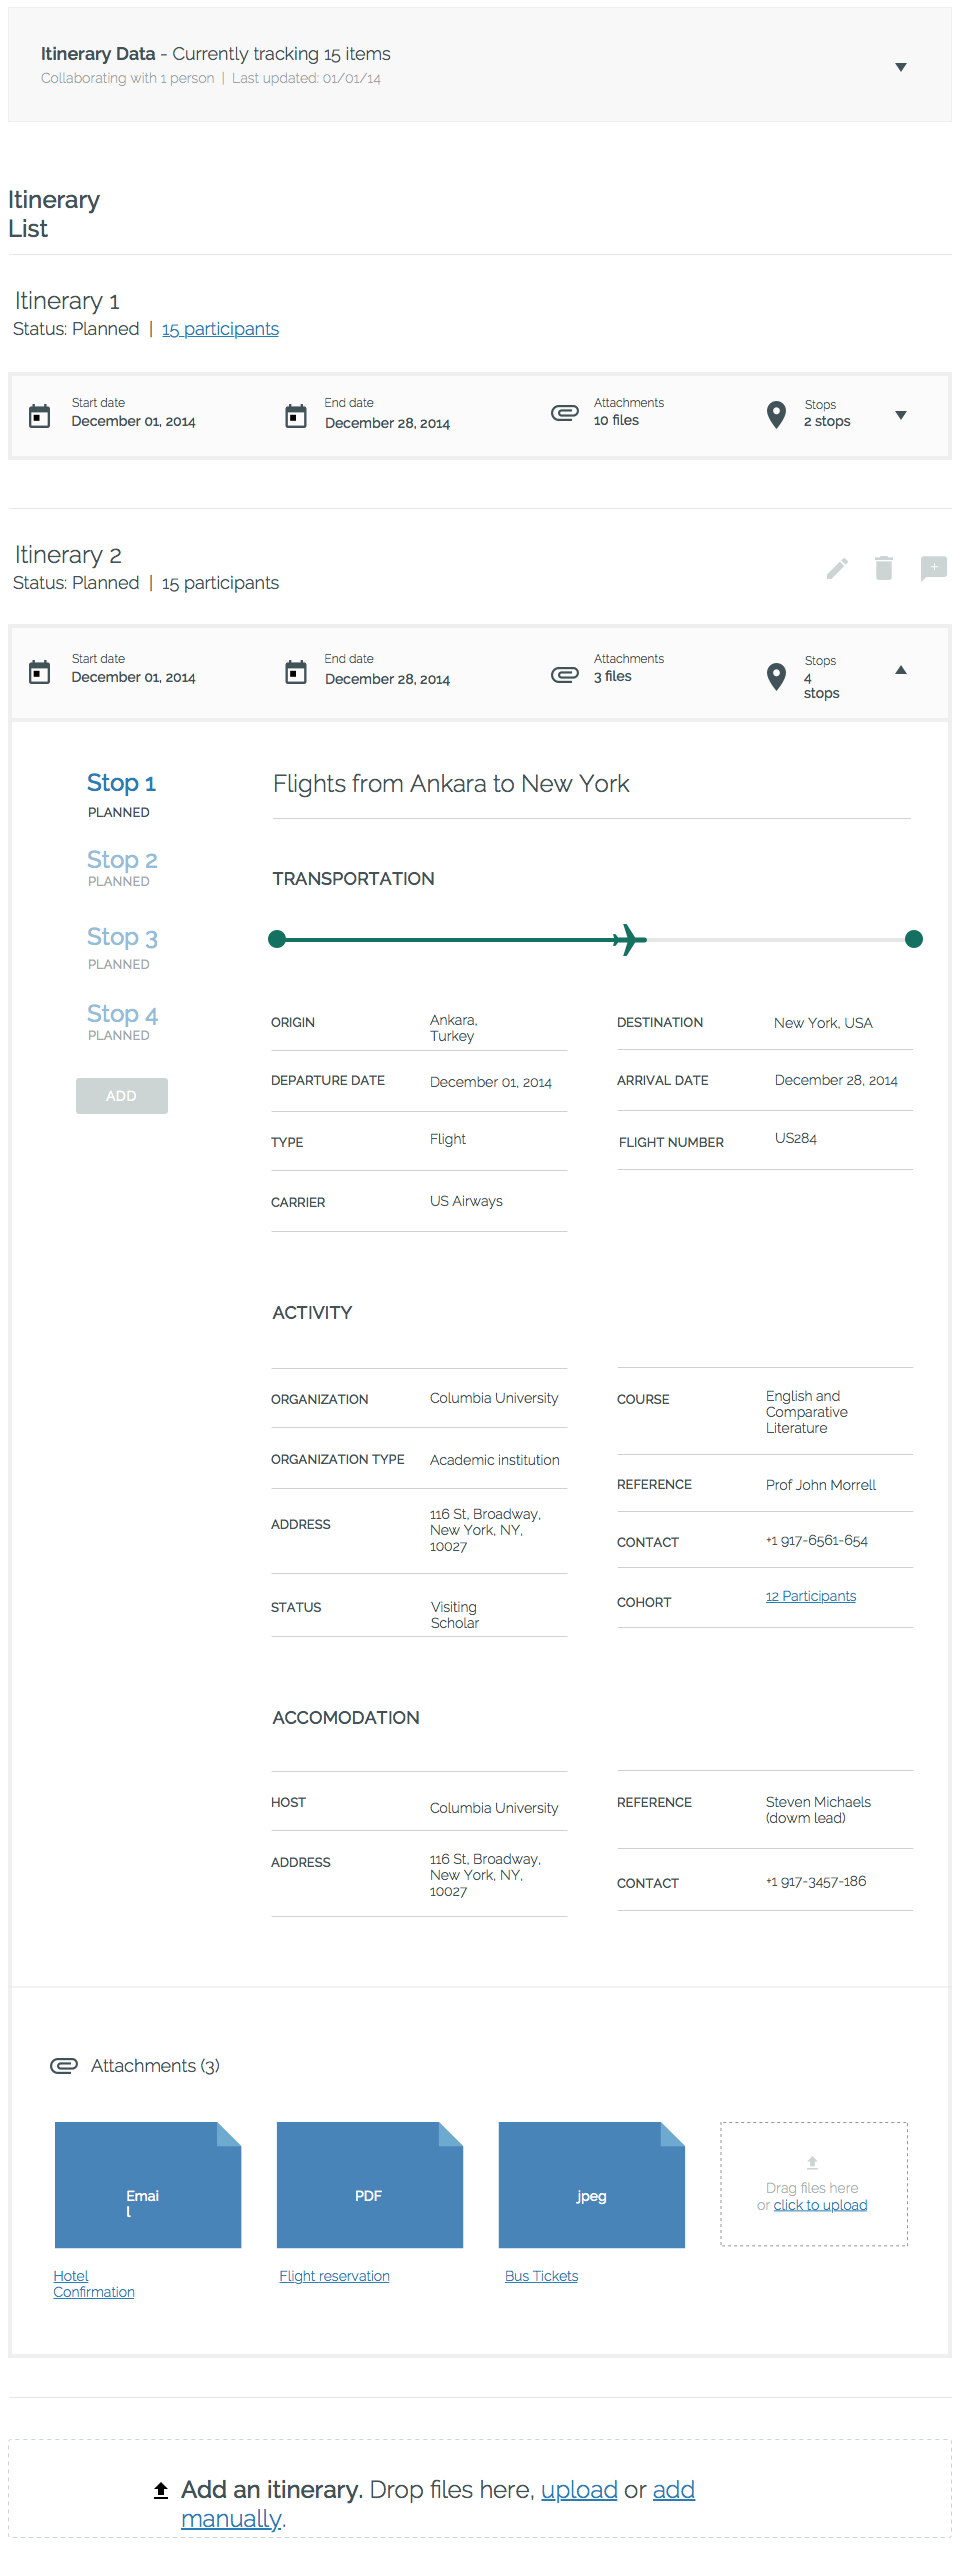 Itinerary Data - Currently tracking 15 items
Collaborating with 1 person | Last updated: 01/01/14
Itinerary
List
Itinerary 1
Status: Planned | 15 participants
Start date
December 01, 2014
End date
December 28, 2014
Attachments
10 files
Stops
2 stops
Itinerary 2
Status: Planned | 15 participants
Start date
December 01, 2014
End date
December 28, 2014
Attachments
3 files
Stops
4
stops
Stop 1
PLANNED
Stop 2
PLANNED
Stop 3
PLANNED
Stop 4
PLANNED
ADD
Flights from Ankara to New York
TRANSPORTATION
ORIGIN
Ankara,
Turkey
DESTINATION
New York, USA
DEPARTURE DATE
December 01, 2014
ARRIVAL DATE
December 28, 2014
TYPE
Flight
FLIGHT NUMBER
US284
CARRIER
US Airways
ACTIVITY
ORGANIZATION
Columbia University
ORGANIZATION TYPE
Academic institution
ADDRESS
116 St, Broadway,
New York, NY,
10027
STATUS
Visiting
Scholar
COURSE
English and
Comparative
Literature
REFERENCE
Prof John Morrell
CONTACT
+1 917-6561-654
COHORT
12 Participants
ACCOMODATION
HOST
Columbia University
ADDRESS
116 St, Broadway,
New York, NY,
10027
REFERENCE
Steven Michaels
(dowm lead)
CONTACT
+1 917-3457-186
Attachments (3)
Emai
l
PDF
jpeg
Drag files here
or click to upload
Hotel
Confirmation
Flight reservation
Bus Tickets
Add an itinerary. Drop files here, upload or add
manually.